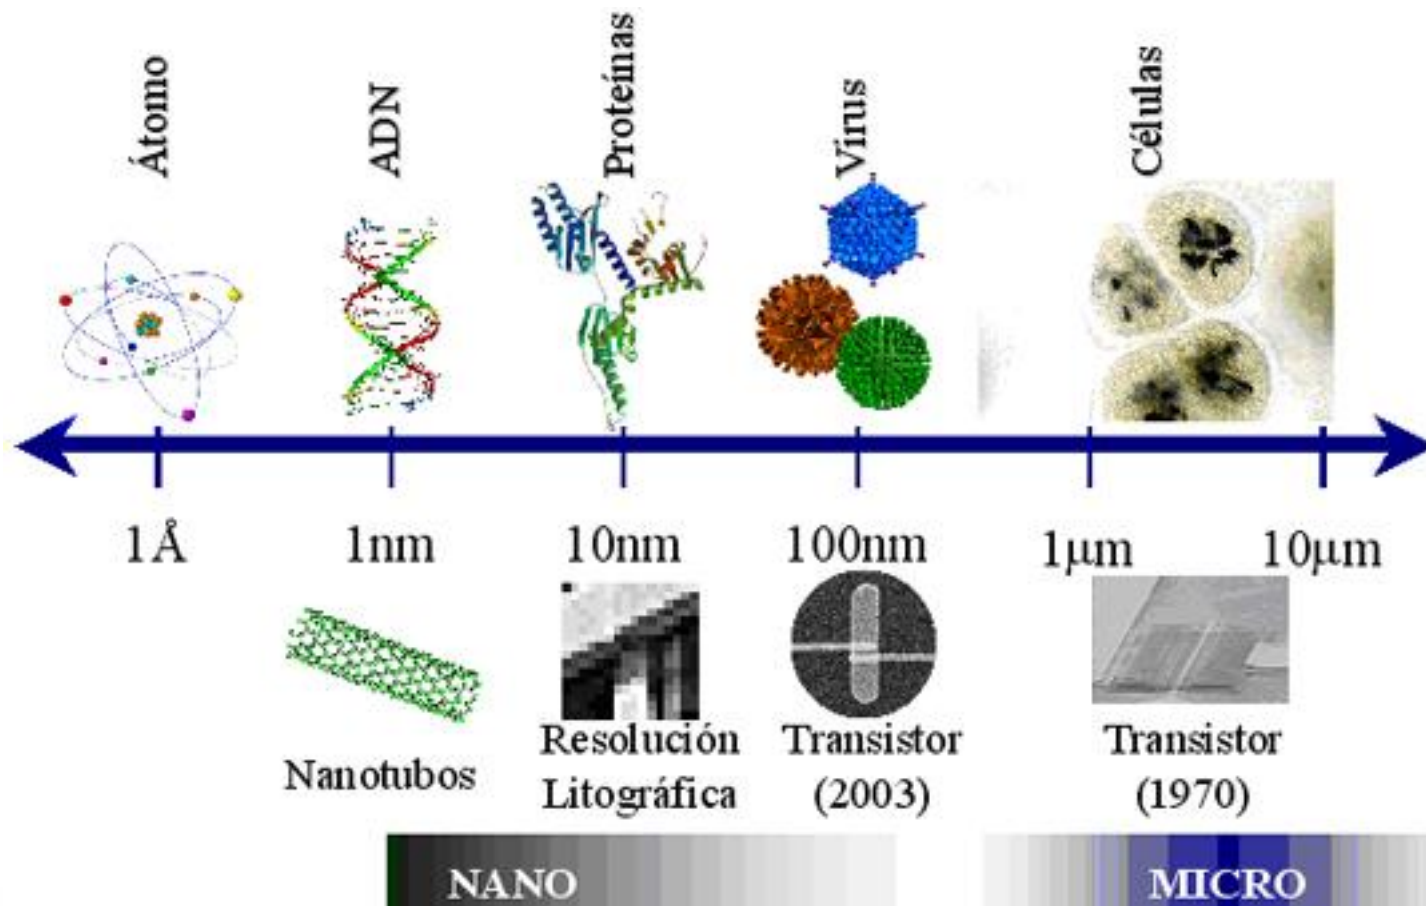 Átomo
ADN
Proteínas
Virus
Células
1Å
1nm
10nm
100nm
1μm
10μm
Nanotubos
Resolución
Litográfica
Transistor
(2003)
Transistor
(1970)
NANO
MICRO